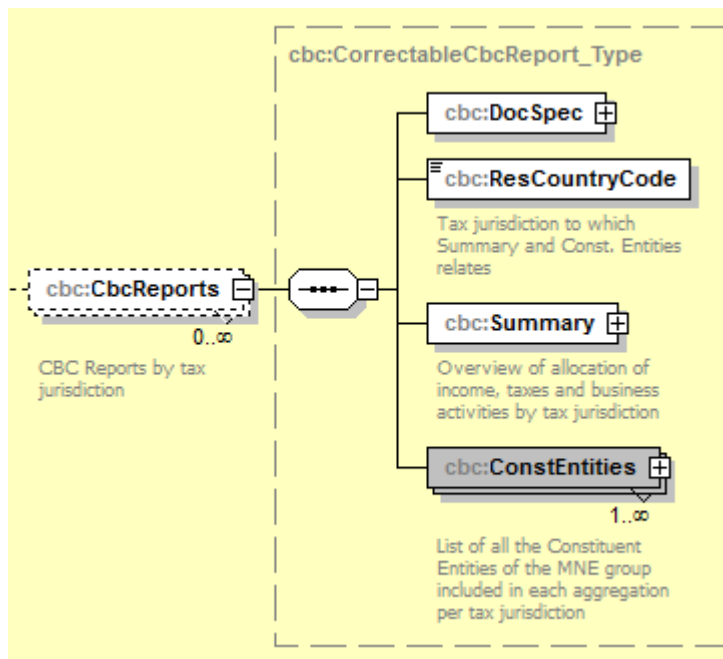 cbc:CorrectableCbcReport_Type
cbc:DocSpec
cbc:ResCountryCode
Tax jurisdiction to which
Summary and Const. Entities
relates
cbc:CbcReports
0..∞
CBC Reports by tax
jurisdiction
cbc:Summary
Overview of allocation of
income, taxes and business
activities by tax jurisdiction
cbc:ConstEntities
1..∞
List of all the Constituent
Entities of the MNE group
included in each aggregation
per tax jurisdiction